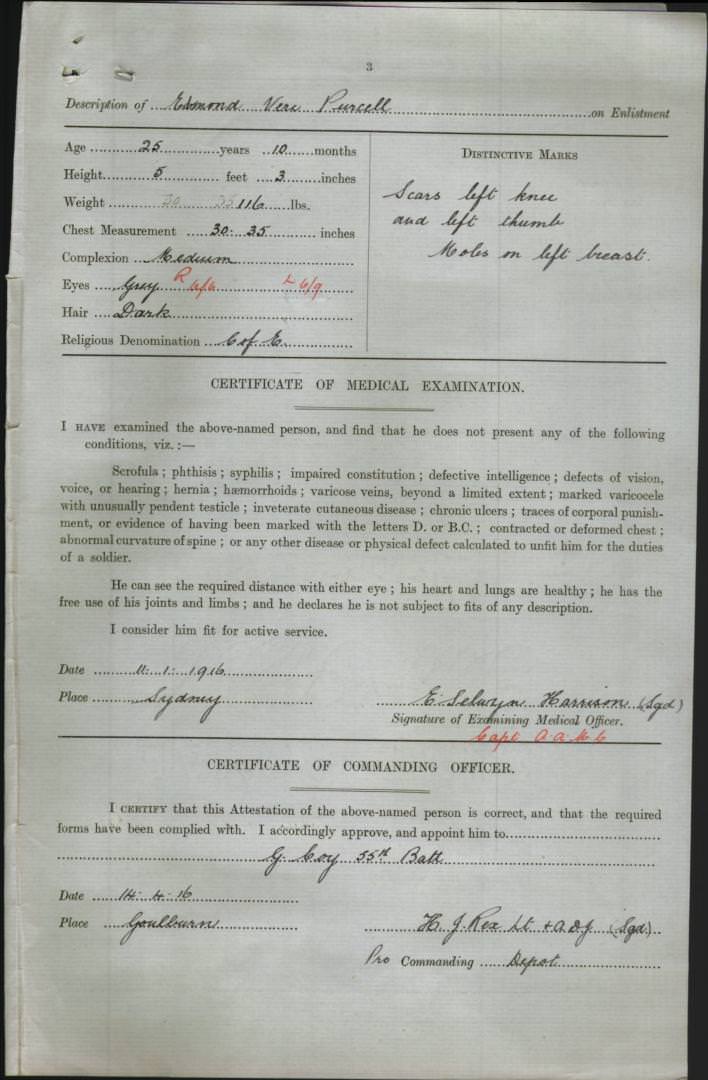 3
Description of Edmond Vere Purcell on Enlistment
Age 25 years 10 months
Height 5 feet 3 inches
Weight 30 35 116 lbs.
Chest Measurement 30. 35 inches
Complexion Medium
Eyes Grey R 6/6 L 6/9
Hair Dark
Religious Denomination C of E
DISTINCTIVE MARKS
Scars left knee
and left thumb
Moles on left breast.
CERTIFICATE OF MEDICAL EXAMINATION.
I HAVE examined the above-named person, and find that he does not present any of the following
conditions, viz. :—
Scrofula ; phthisis ; syphilis ; impaired constitution ; defective intelligence ; defects of vision,
voice, or hearing ; hernia ; hæmorrhoids ; varicose veins, beyond a limited extent ; marked varicocele
with unusually pendent testicle ; inveterate cutaneous disease ; chronic ulcers ; traces of corporal punish-
ment, or evidence of having been marked with the letters D. or B.C. ; contracted or deformed chest ;
abnormal curvature of spine ; or any other disease or physical defect calculated to unfit him for the duties
of a soldier.
He can see the required distance with either eye ; his heart and lungs are healthy ; he has the
free use of his joints and limbs ; and he declares he is not subject to fits of any description.
I consider him fit for active service.
Date 11. 1. 1916
Place Sydney
E Selwyn Harrison (Sgd)
Signature of Examining Medical Officer.
Capt A.A.M.C
CERTIFICATE OF COMMANDING OFFICER.
I CERTIFY that this Attestation of the above-named person is correct, and that the required
forms have been complied with. I accordingly approve, and appoint him to
G. Coy 55th Batt
Date 14. 4. 16
Place Goulburn
H. J. Rex Lt + ADJ (Sgd.)
Pro Commanding Depot